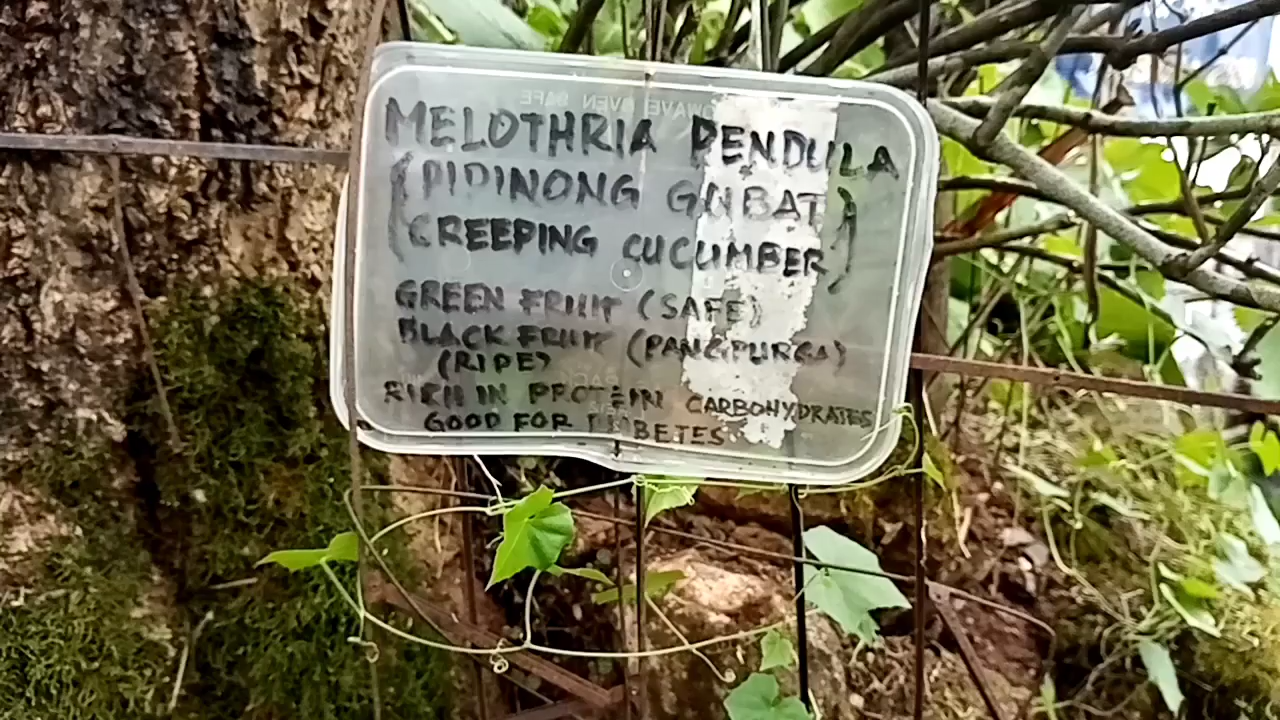 MELOTHRIA PENDULA
(PIPINONG GUBAT)
(CREEPING CUCUMBER)
GREEN FRUIT (SAFE)
BLACK FRUIT (PANGPURGA)
(RIPE)
RICH IN PROTEIN CARBOHYDRATES
GOOD FOR DIABETES